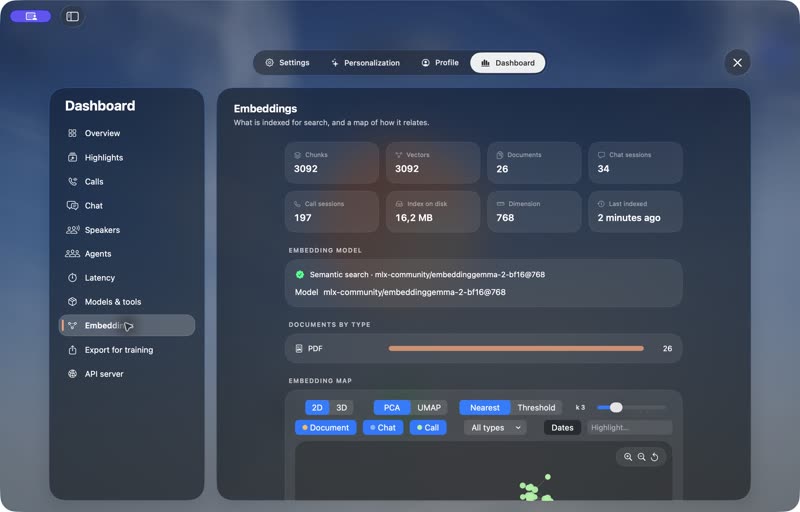 Settings
Personalization
Profile
Dashboard
Dashboard
Overview
Highlights
Calls
Chat
Speakers
Agents
Latency
Models & tools
Embeddings
Export for training
API server
Embeddings
What is indexed for search, and a map of how it relates.
Chunks
3092
Vectors
3092
Documents
26
Chat sessions
34
Call sessions
197
Index on disk
16,2 MB
Dimension
768
Last indexed
2 minutes ago
EMBEDDING MODEL
Semantic search · mlx-community/embeddinggemma-2-bf16@768
Model mlx-community/embeddinggemma-2-bf16@768
DOCUMENTS BY TYPE
PDF 26
EMBEDDING MAP
2D 3D PCA UMAP Nearest Threshold k 3
Document Chat Call All types Dates Highlight...